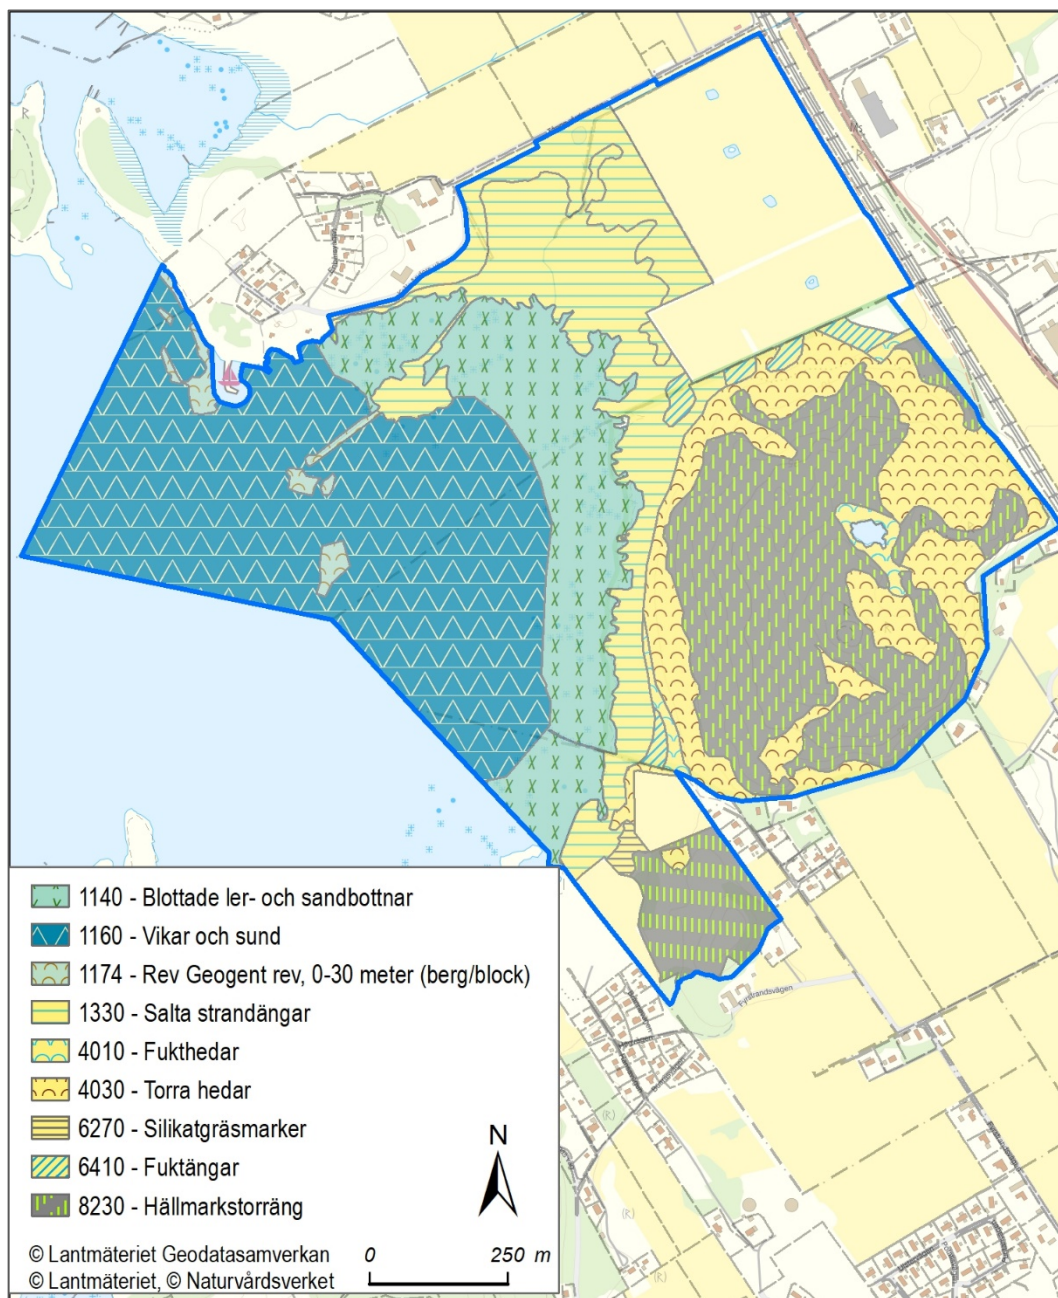 R
Ms
R
1140 - Blottade ler- och sandbottnar
1160 - Vikar och sund
1174 - Rev Geogent rev, 0-30 meter (berg/block)
1330 - Salta strandängar
4010 - Fukthedar
4030 - Torra hedar
6270 - Silikatgräsmarker
6410 - Fuktängar
8230 - Hällmarkstorräng
N
© Lantmäteriet Geodatasamverkan
© Lantmäteriet, © Naturvårdsverket
0 250 m
Fyrstrandsvägen
(R)
(R)
(R)